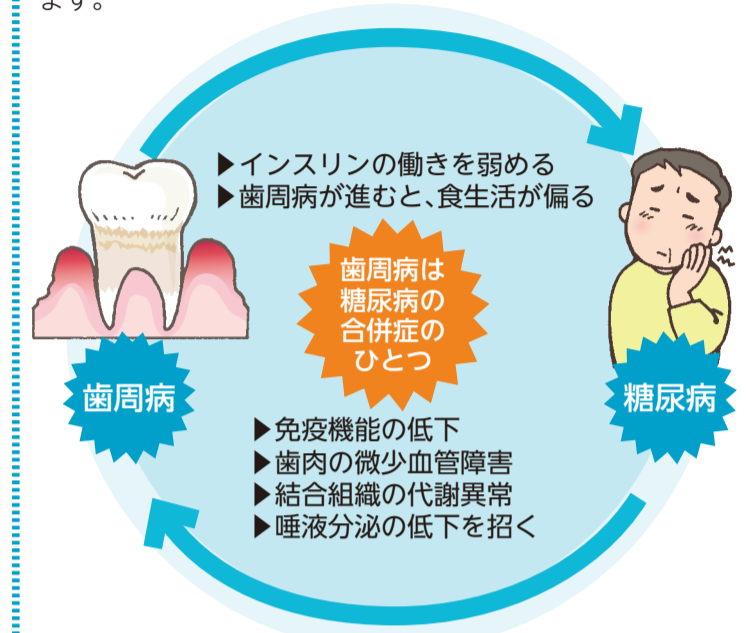 ます。
▶インスリンの働きを弱める
▶歯周病が進むと、食生活が偏る
歯周病は
糖尿病の
合併症の
ひとつ
歯周病
糖尿病
▶免疫機能の低下
▶歯肉の微少血管障害
▶結合組織の代謝異常
▶唾液分泌の低下を招く